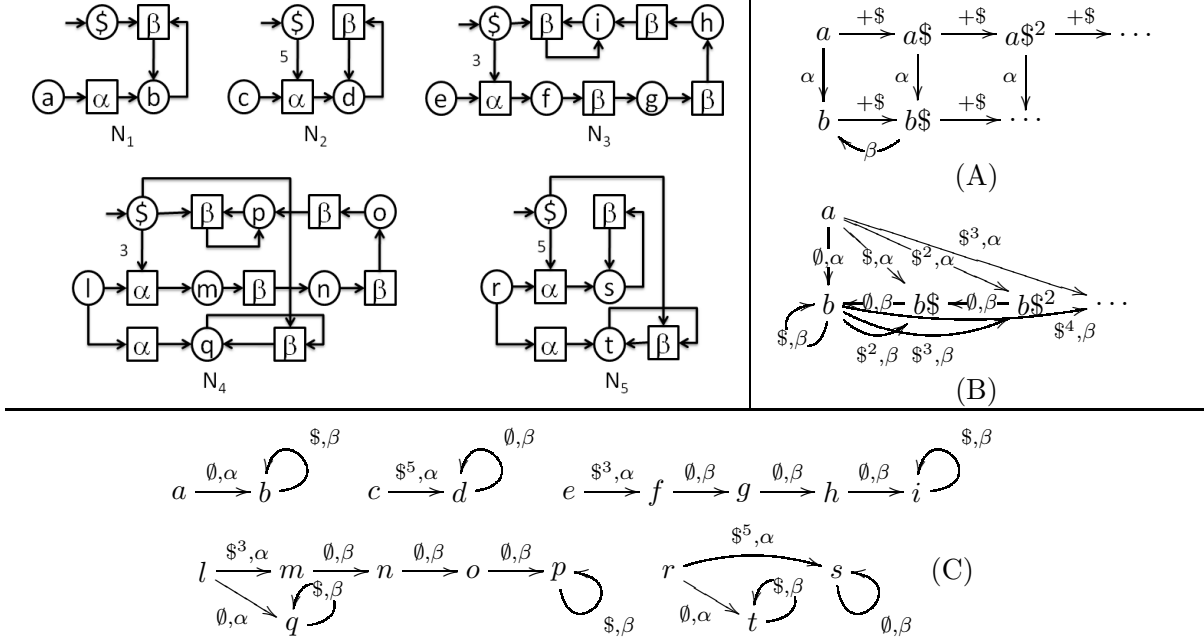 $ β $ β $ β i β h
5 3
a α b c α d e α f β g β
N₁ N₂ N₃
$ β p β o $ β
3 5
l α m β n β r α s
α q β α t β
N₄ N₅
+$ +$ +$
a a$ a$² ···
α α α
+$ +$
b b$ ···
β
(A)
a
$³,α
∅,α $,α $²,α
b ∅,β b$ ∅,β b$² ···
$,β $²,β $³,β $⁴,β
(B)
$,β ∅,β $,β
∅,α $⁵,α $³,α ∅,β ∅,β ∅,β
a b c d e f g h i
$³,α ∅,β ∅,β ∅,β $⁵,α
l m n o p r s (C)
$,β $,β
∅,α q $,β ∅,α t ∅,β